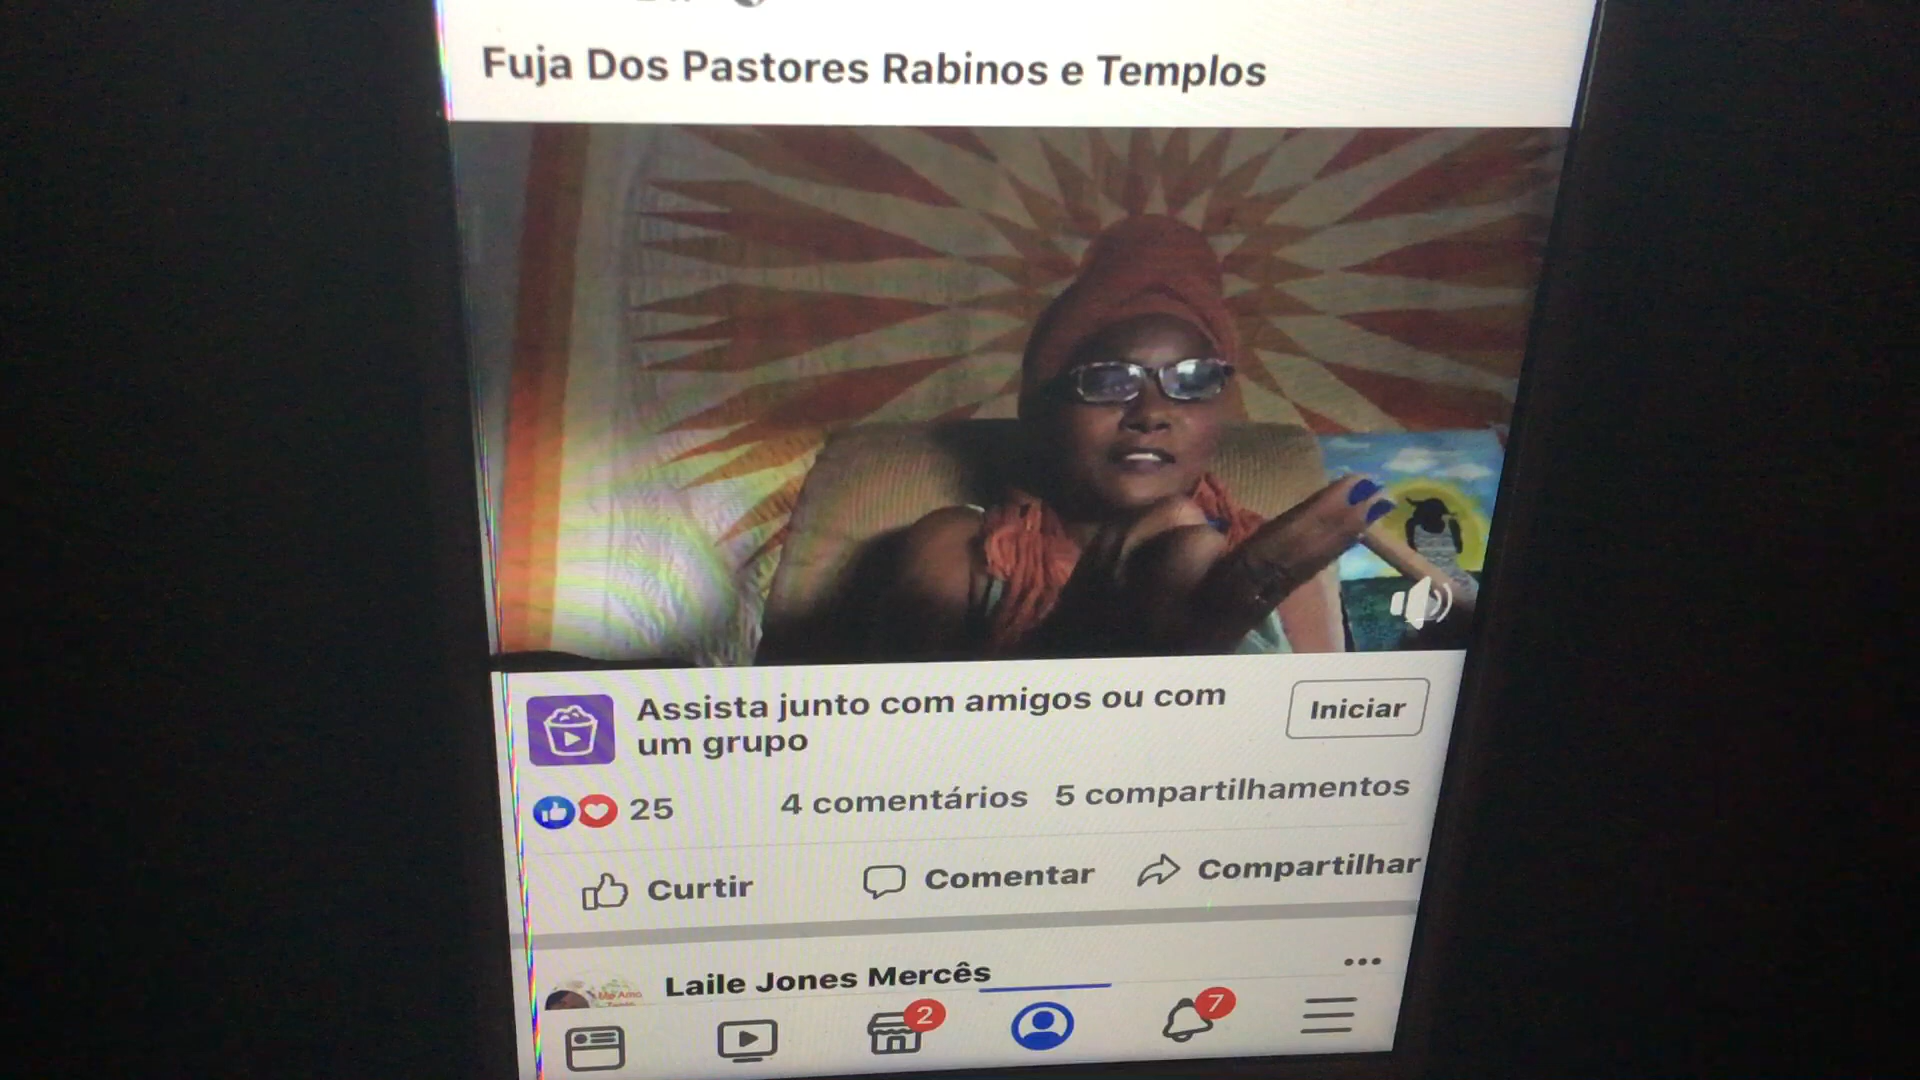 Fuja Dos Pastores Rabinos e Templos
Assista junto com amigos ou com
um grupo
Iniciar
25
4 comentários
5 compartilhamentos
Curtir
Comentar
Compartilhar
Laile Jones Mercês
2
7